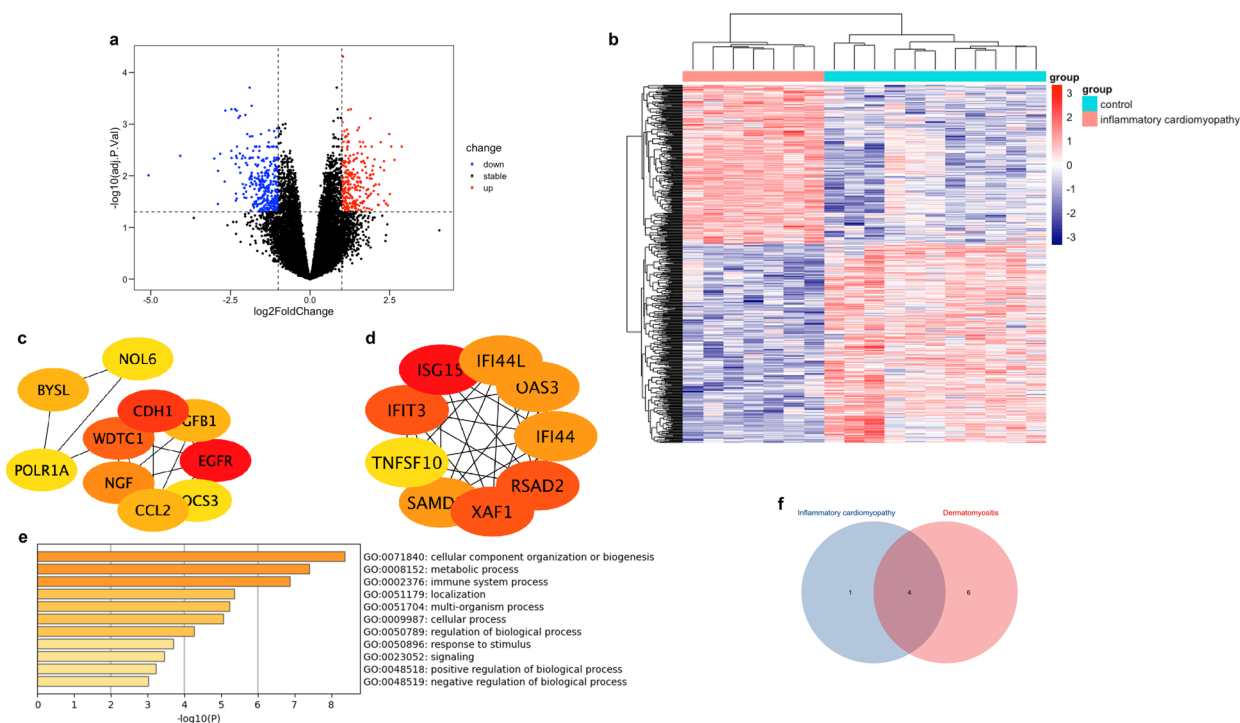 a
4
3
2
1
0
-log10(adj.P.Val)
-5.0
-2.5
0.0
2.5
log2FoldChange
change
down
stable
up
b
group
3
2
1
0
-1
-2
-3
group
control
inflammatory cardiomyopathy
c
NOL6
BYSL
CDH1
GFB1
WDTC1
POLR1A
EGFR
NGF
OCS3
CCL2
d
IFI44L
ISG15
OAS3
IFIT3
IFI44
TNFSF10
RSAD2
SAMD
XAF1
e
GO:0071840: cellular component organization or biogenesis
GO:0008152: metabolic process
GO:0002376: immune system process
GO:0051179: localization
GO:0051704: multi-organism process
GO:0009987: cellular process
GO:0050789: regulation of biological process
GO:0050896: response to stimulus
GO:0023052: signaling
GO:0048518: positive regulation of biological process
GO:0048519: negative regulation of biological process
0 1 2 3 4 5 6 7 8
-log10(P)
f
Inflammatory cardiomyopathy
Dermatomyositis
1
4
6